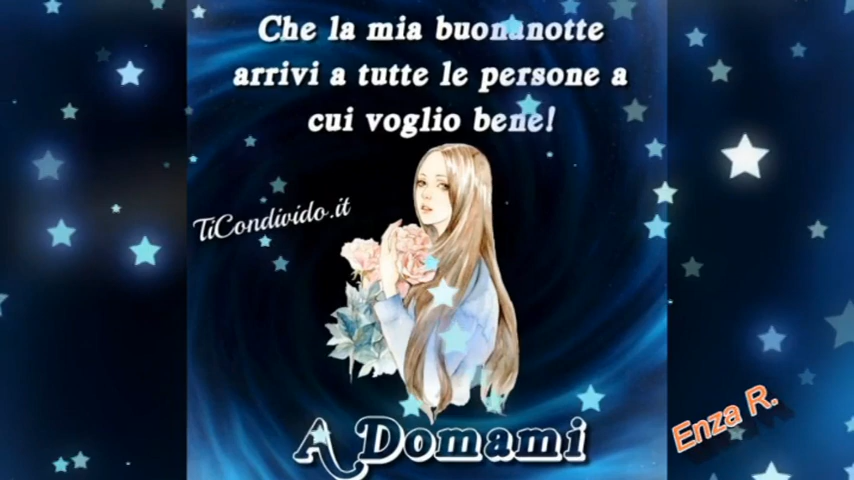 Che la mia buonanotte
arrivi a tutte le persone a
cui voglio bene!
TiCondivido.it
A Domami
Enza R.